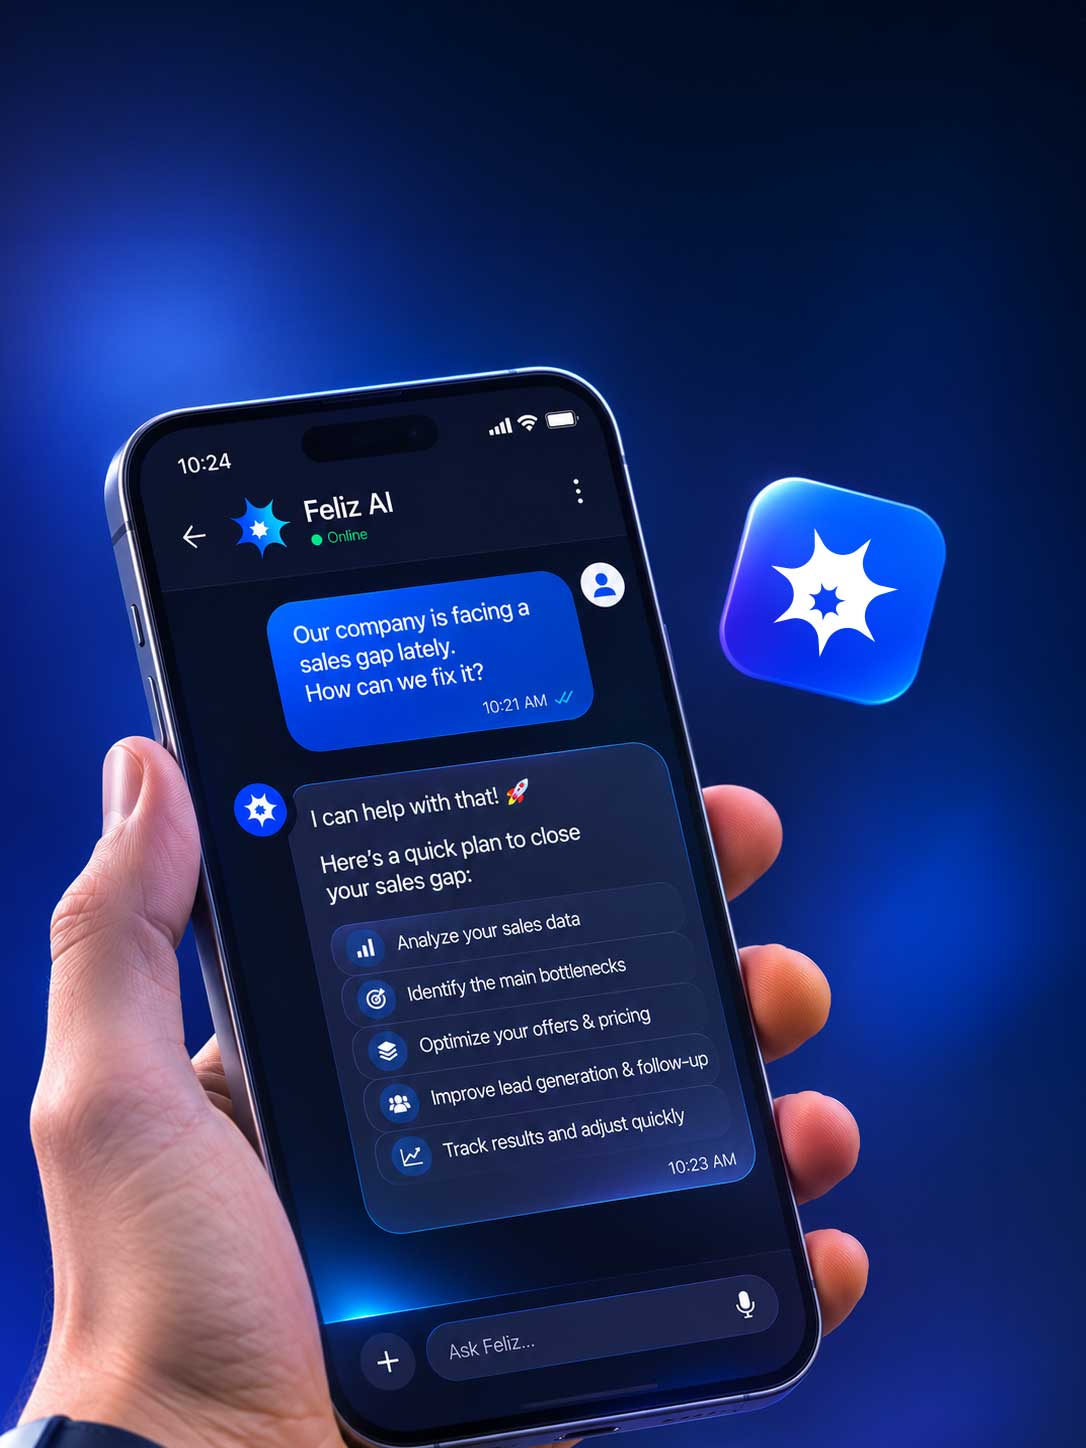 10:24
Feliz AI
Online
Our company is facing a
sales gap lately.
How can we fix it?
10:21 AM
I can help with that! 🚀
Here's a quick plan to close
your sales gap:
Analyze your sales data
Identify the main bottlenecks
Optimize your offers & pricing
Improve lead generation & follow-up
Track results and adjust quickly
10:23 AM
Ask Feliz...